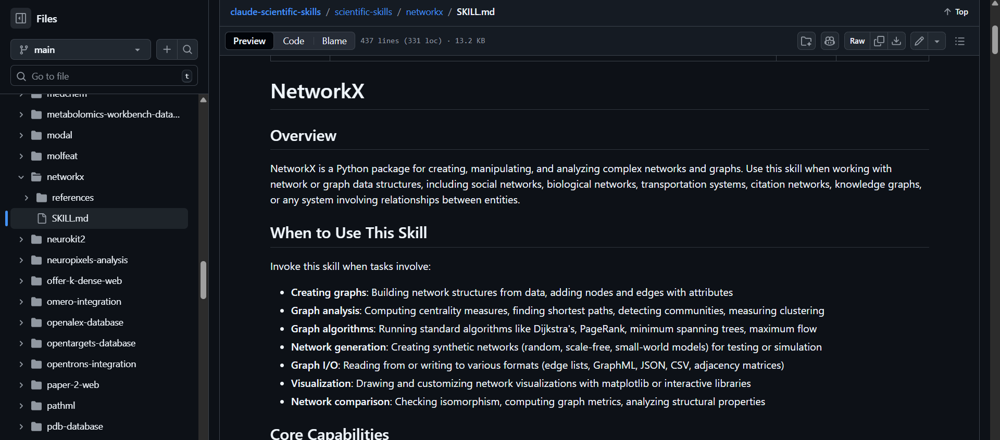 Files
main
Go to file
t
medchem
metabolomics-workbench-data...
modal
molfeat
networkx
references
SKILL.md
neurokit2
neuropixels-analysis
offer-k-dense-web
omero-integration
openalex-database
opentargets-database
opentrons-integration
paper-2-web
pathml
pdb-database
claude-scientific-skills / scientific-skills / networkx / SKILL.md
Top
Preview Code Blame 437 lines (331 loc) · 13.2 KB Raw
NetworkX
Overview
NetworkX is a Python package for creating, manipulating, and analyzing complex networks and graphs. Use this skill when working with
network or graph data structures, including social networks, biological networks, transportation systems, citation networks, knowledge graphs,
or any system involving relationships between entities.
When to Use This Skill
Invoke this skill when tasks involve:
• Creating graphs: Building network structures from data, adding nodes and edges with attributes
• Graph analysis: Computing centrality measures, finding shortest paths, detecting communities, measuring clustering
• Graph algorithms: Running standard algorithms like Dijkstra's, PageRank, minimum spanning trees, maximum flow
• Network generation: Creating synthetic networks (random, scale-free, small-world models) for testing or simulation
• Graph I/O: Reading from or writing to various formats (edge lists, GraphML, JSON, CSV, adjacency matrices)
• Visualization: Drawing and customizing network visualizations with matplotlib or interactive libraries
• Network comparison: Checking isomorphism, computing graph metrics, analyzing structural properties
Core Capabilities